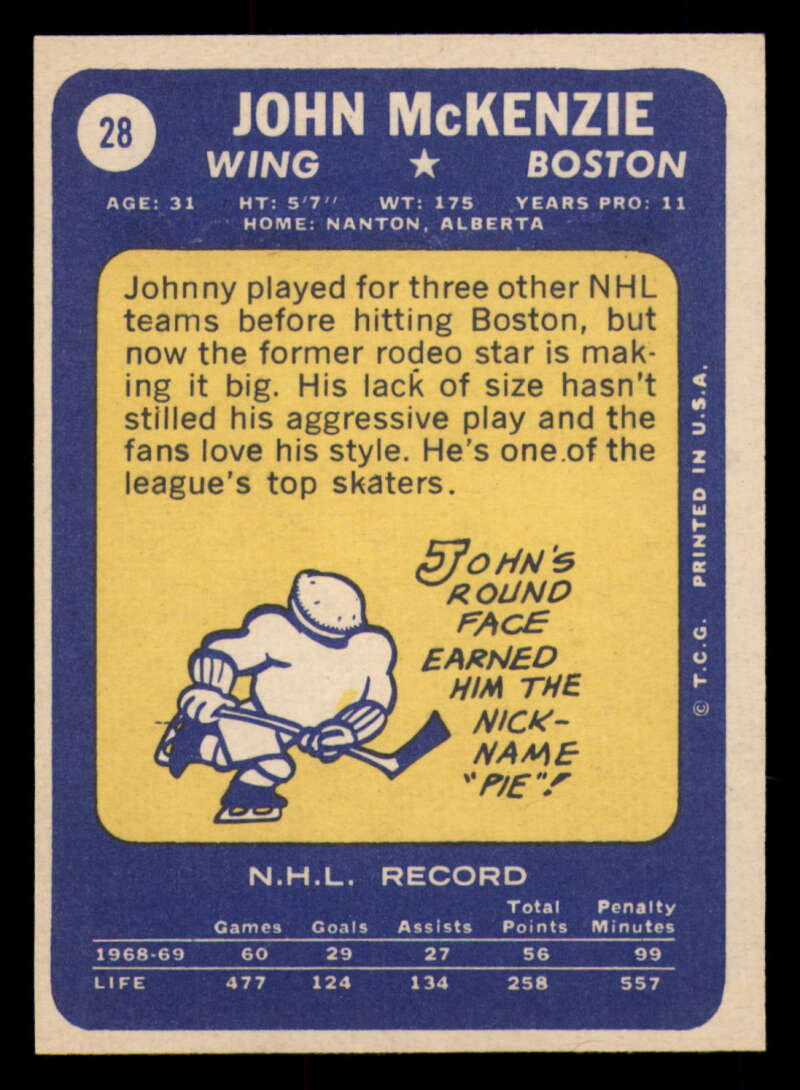 28
JOHN McKENZIE
WING ★ BOSTON
AGE: 31 HT: 5'7" WT: 175 YEARS PRO: 11
HOME: NANTON, ALBERTA
Johnny played for three other NHL
teams before hitting Boston, but
now the former rodeo star is mak-
ing it big. His lack of size hasn't
stilled his aggressive play and the
fans love his style. He's one of the
league's top skaters.
JOHN'S
ROUND
FACE
EARNED
HIM THE
NICK-
NAME
"PIE"!
© T.C.G. PRINTED IN U.S.A.
N.H.L. RECORD
Games Goals Assists Total Points Penalty Minutes
1968-69 60 29 27 56 99
LIFE 477 124 134 258 557